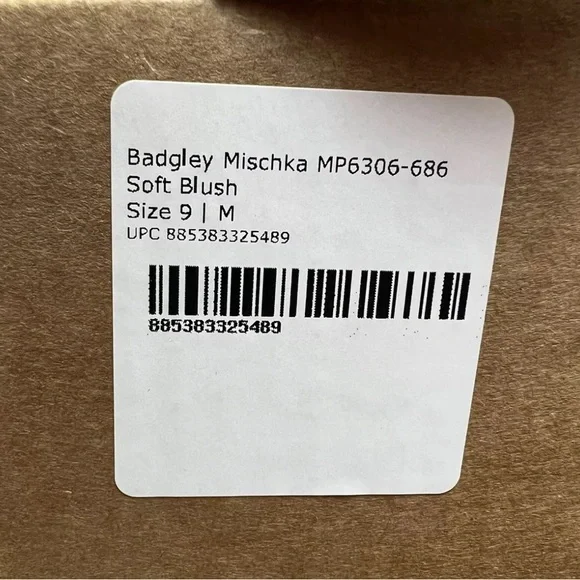 Badgley Mischka MP6306-686
Soft Blush
Size 9 | M
UPC 885383325489
885383325489